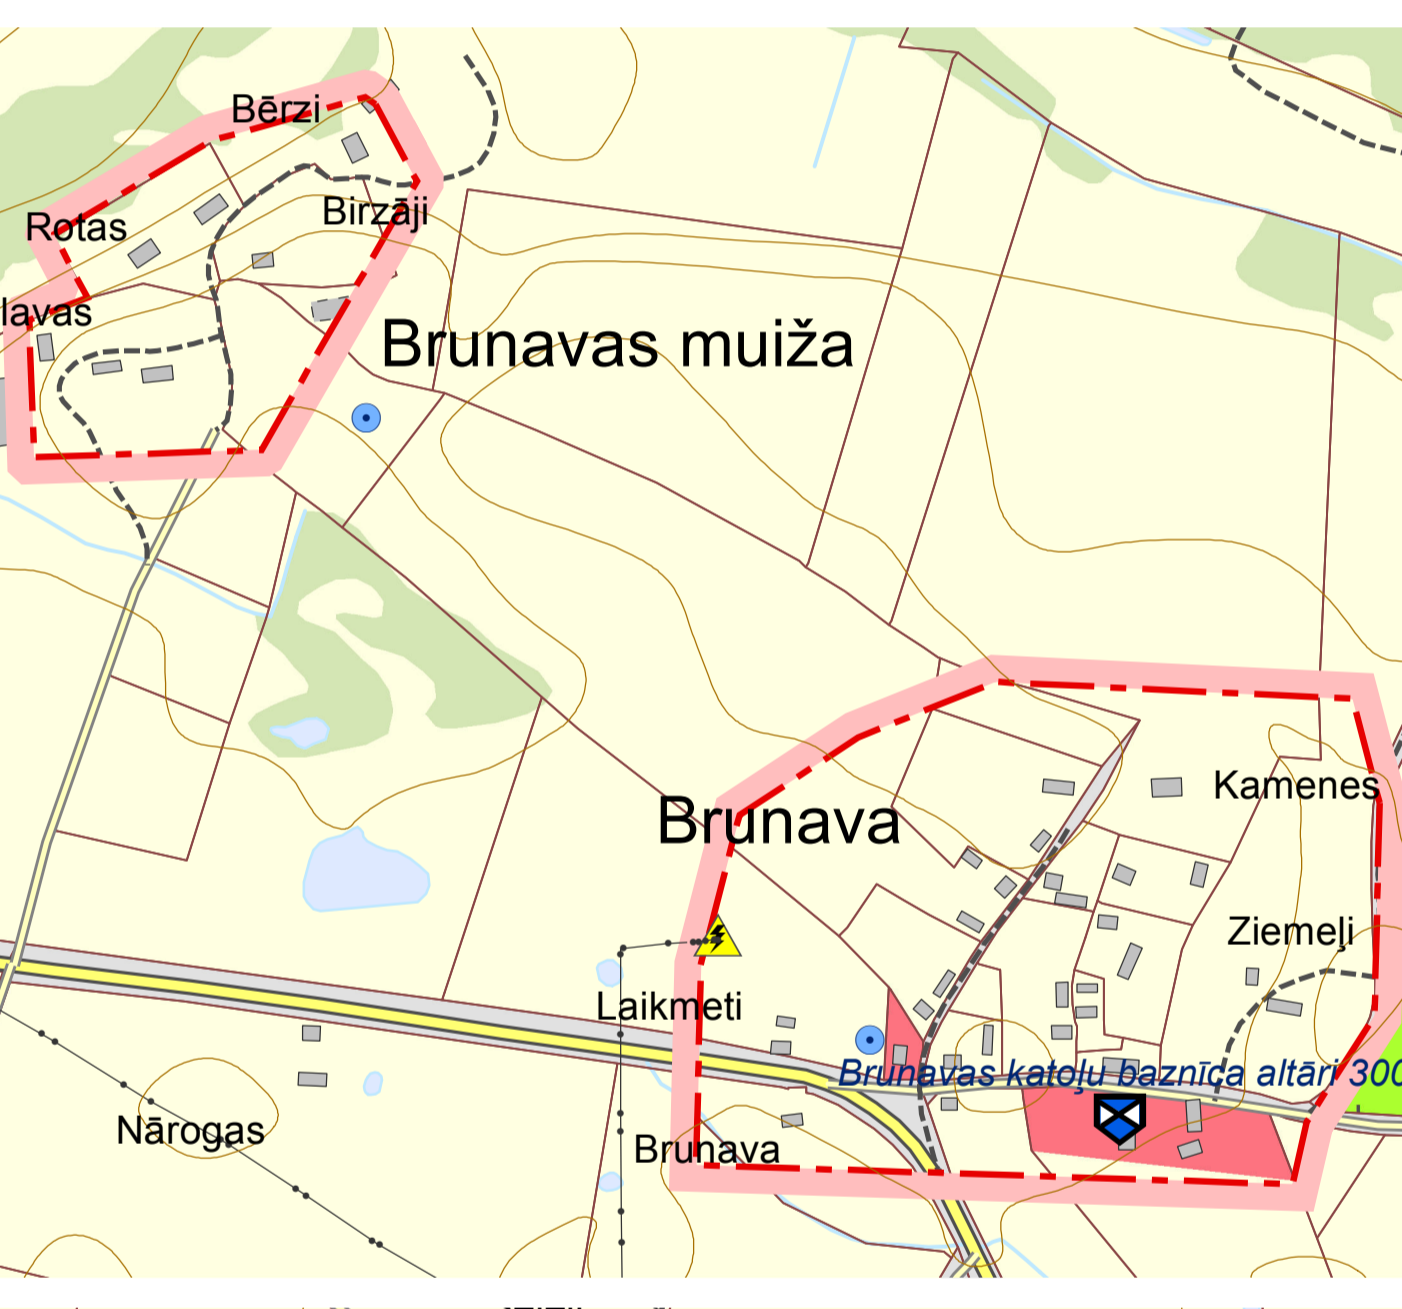 Bērzi
Birzāji
Rotas
lavas
Brunavas muiža
Kamenes
Brunava
Ziemeļi
Laikmeti
Brunavas katoļu baznīca altāri 300
Nārogas
Brunava